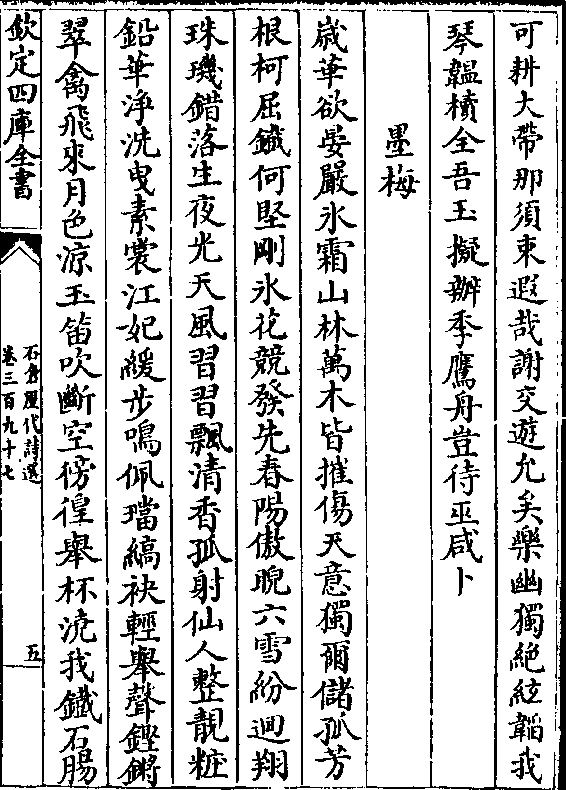 可耕大帶那須束遐哉謝交遊允矣樂幽獨絶絃韜我
琴韞櫝全吾玉擬辦季鷹舟豈待巫咸卜
墨梅
歲華欲晏嚴氷霜山林萬木皆摧傷天意獨爾儲孤芳
根柯屈鐡何堅剛氷花競發先春陽傲睨六雪紛迴翔
珠璣錯落生夜光天風習習飄清香孤射仙人整靚粧
鉛華浄洗曳素裳江妃緩歩鳴佩璫縞袂輕舉聲鏗鏘
翠禽飛來月色涼玉笛吹斷空徬徨舉杯澆我鐡石腸
欽定四庫全書
石倉歷代詩選
卷三百九十七
五